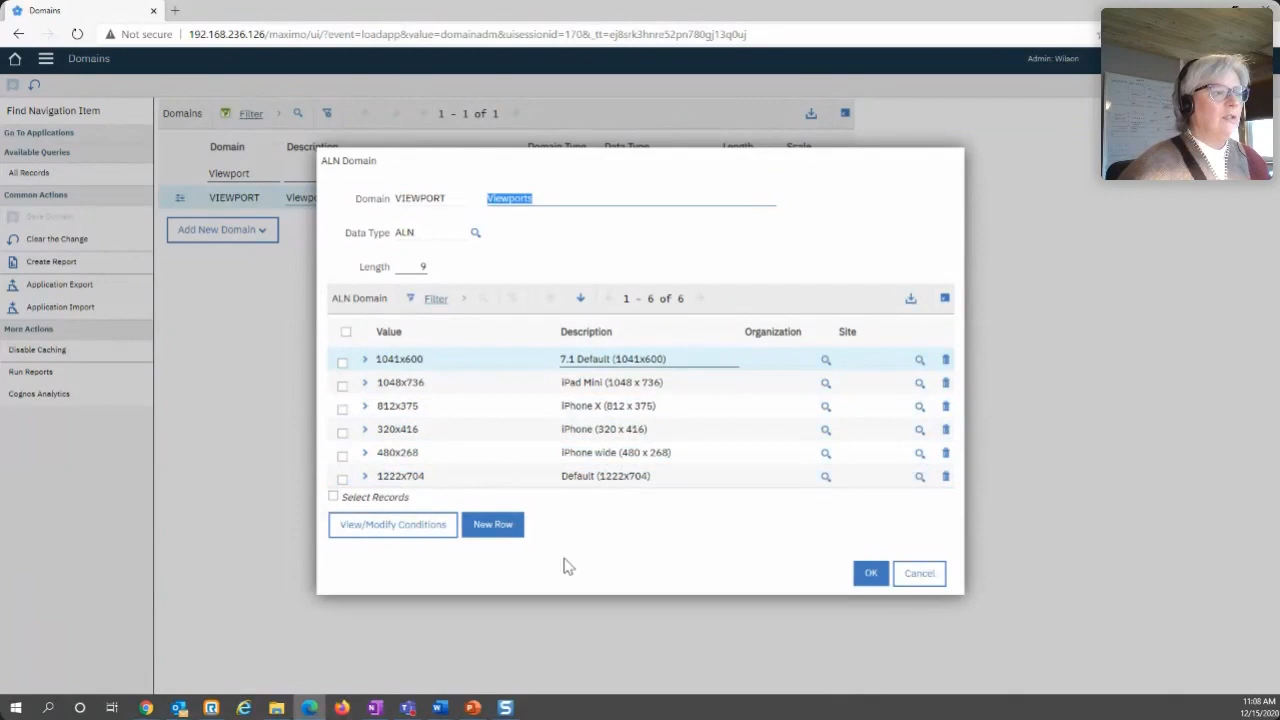 Domains
Not secure 192.168.236.126/maximo/ui/?event=loadapp&value=domainadm&uisessionid=170&_tt=ej8srk3hnre52pn780gj13q0uj
Domains
Admin: Wilson
Find Navigation Item
Go To Applications
Available Queries
All Records
Common Actions
Save Domain
Clear the Change
Create Report
Application Export
Application Import
More Actions
Disable Caching
Run Reports
Cognos Analytics
Domains Filter 1 - 1 of 1
Domain Description Domain Type Data Type Length Scale
Viewport
VIEWPORT Viewpo
Add New Domain
ALN Domain
Domain VIEWPORT Viewports
Data Type ALN
Length 9
ALN Domain Filter 1 - 6 of 6
Value Description Organization Site
1041x600 7.1 Default (1041x600)
1048x736 iPad Mini (1048 x 736)
812x375 iPhone X (812 x 375)
320x416 iPhone (320 x 416)
480x268 iPhone wide (480 x 268)
1222x704 Default (1222x704)
Select Records
View/Modify Conditions New Row
OK Cancel
11:08 AM
12/15/2020